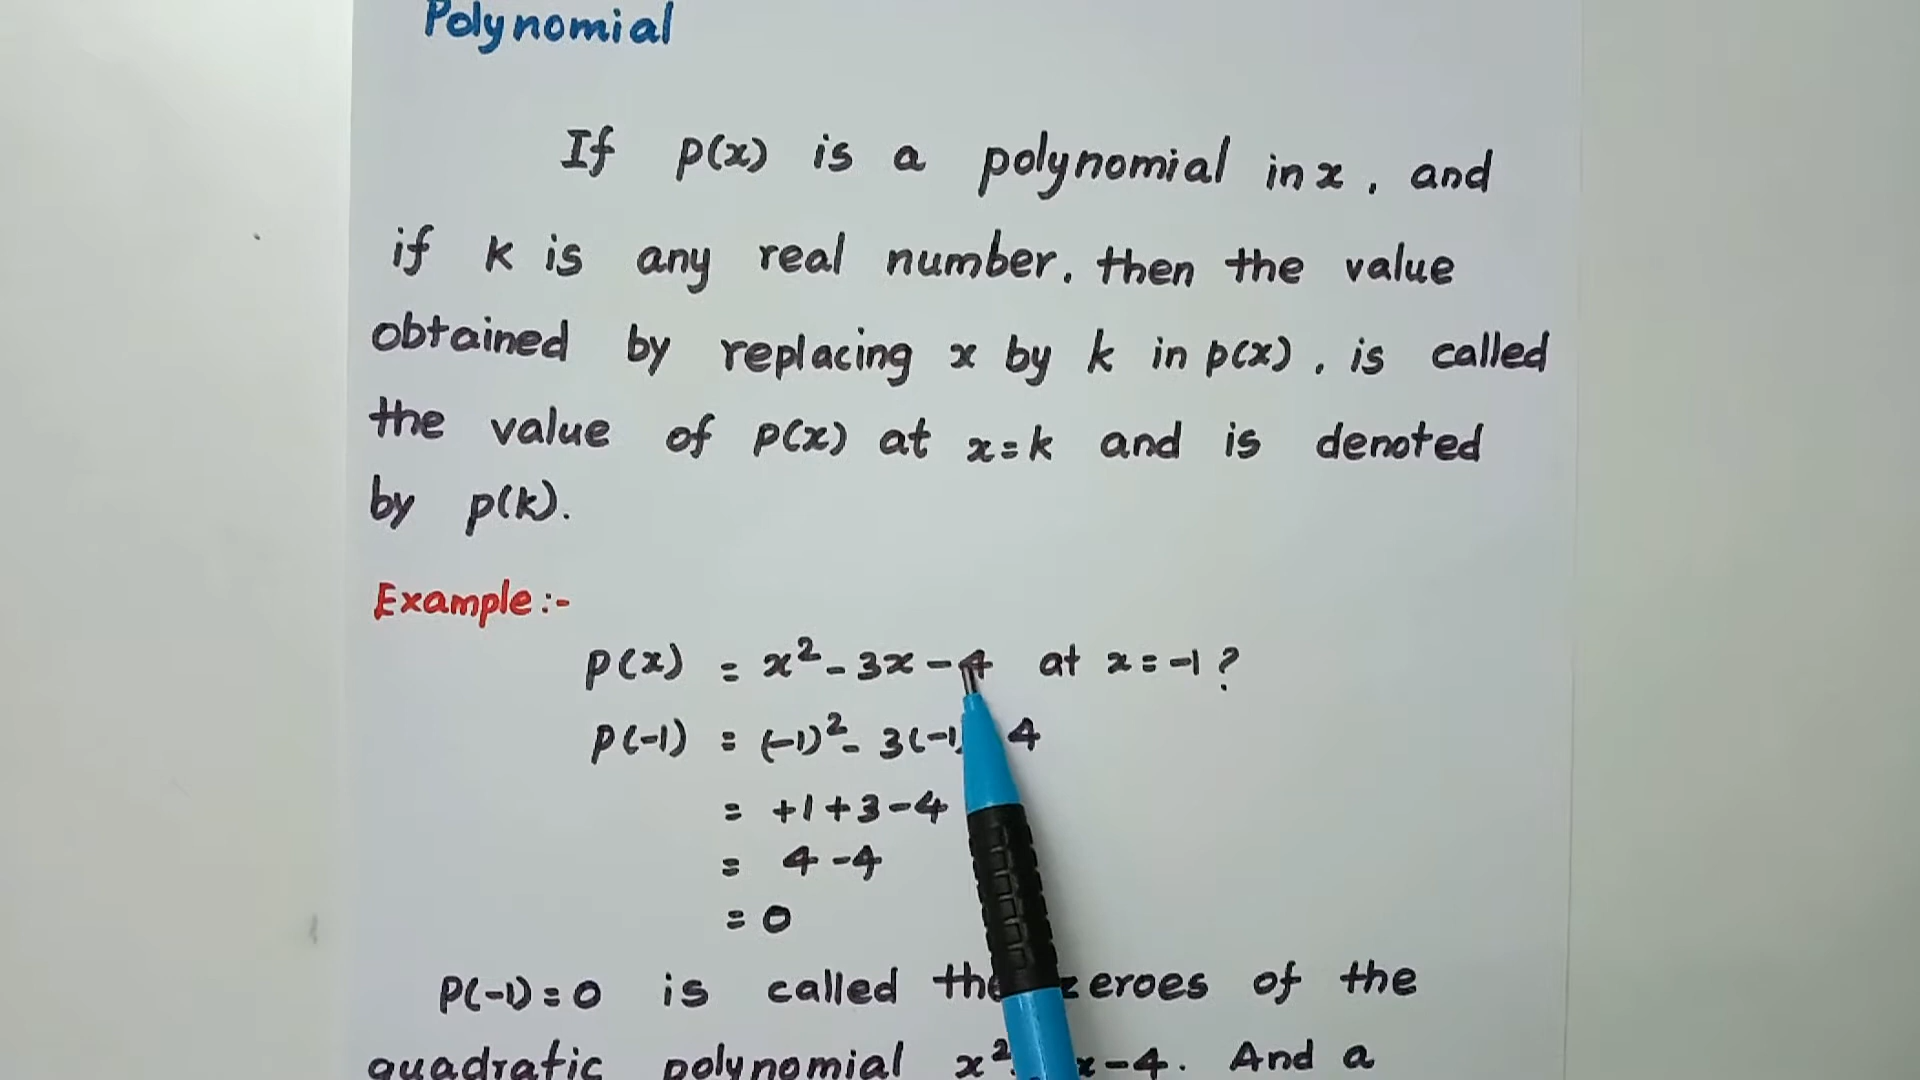 Polynomial
If p(x) is a polynomial in x, and
if k is any real number, then the value
obtained by replacing x by k in p(x), is called
the value of p(x) at x=k and is denoted
by p(k).
Example:-
p(x) = x² - 3x - 4 at x = -1 ?
p(-1) = (-1)² - 3(-1) 4
= +1+3-4
= 4-4
= 0
P(-1)=0 is called the zeroes of the
quadratic polynomial x² x-4. And a